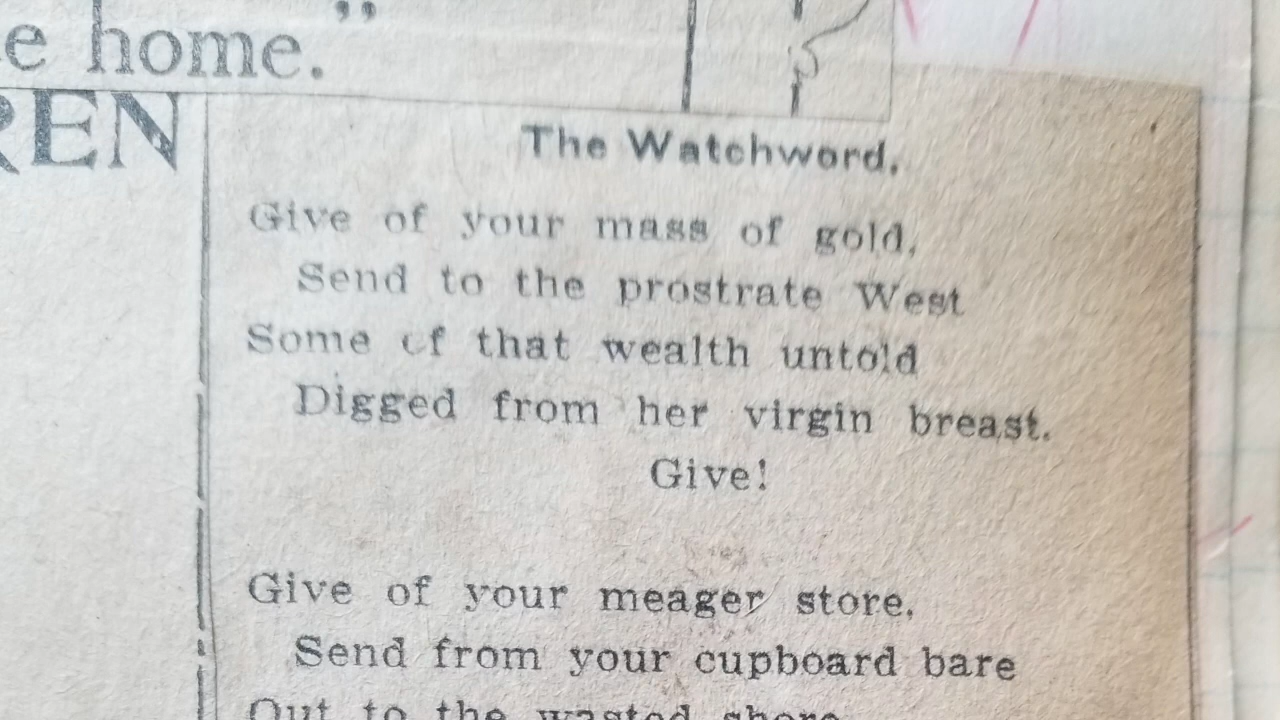 e home."
REN
The Watchword.
Give of your mass of gold,
Send to the prostrate West
Some of that wealth untold
Digged from her virgin breast.
Give!
Give of your meager store,
Send from your cupboard bare
Out to the wasted shore